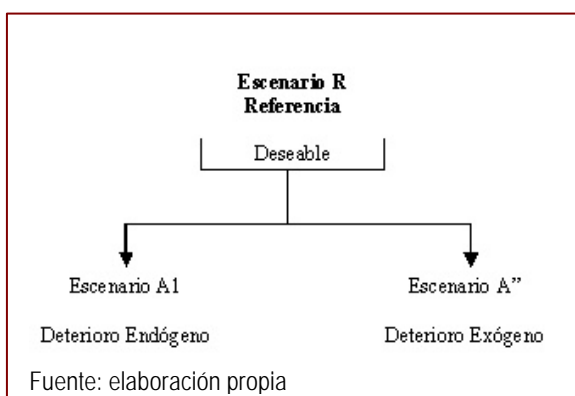 Escenario R
Referencia
Deseable
Escenario A1
Escenario A”
Deterioro Endógeno
Deterioro Exógeno
Fuente: elaboración propia